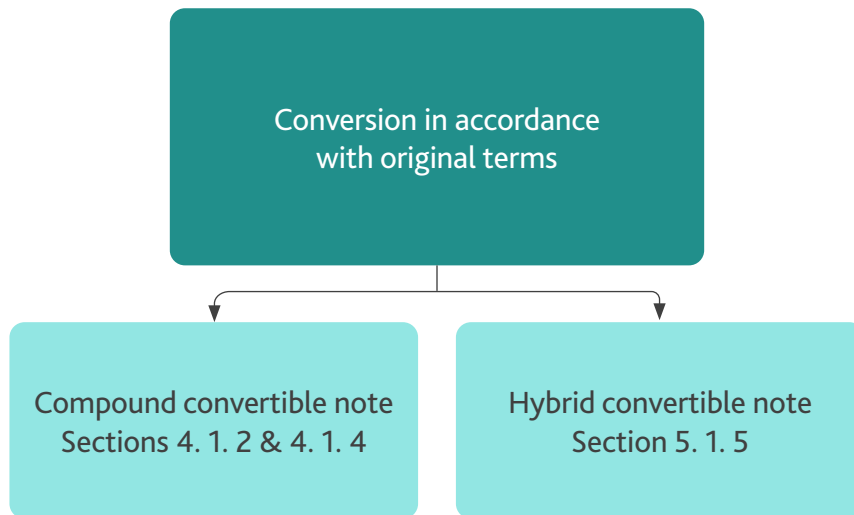 Conversion in accordance
with original terms
Compound convertible note
Sections 4. 1. 2 & 4. 1. 4
Hybrid convertible note
Section 5. 1. 5